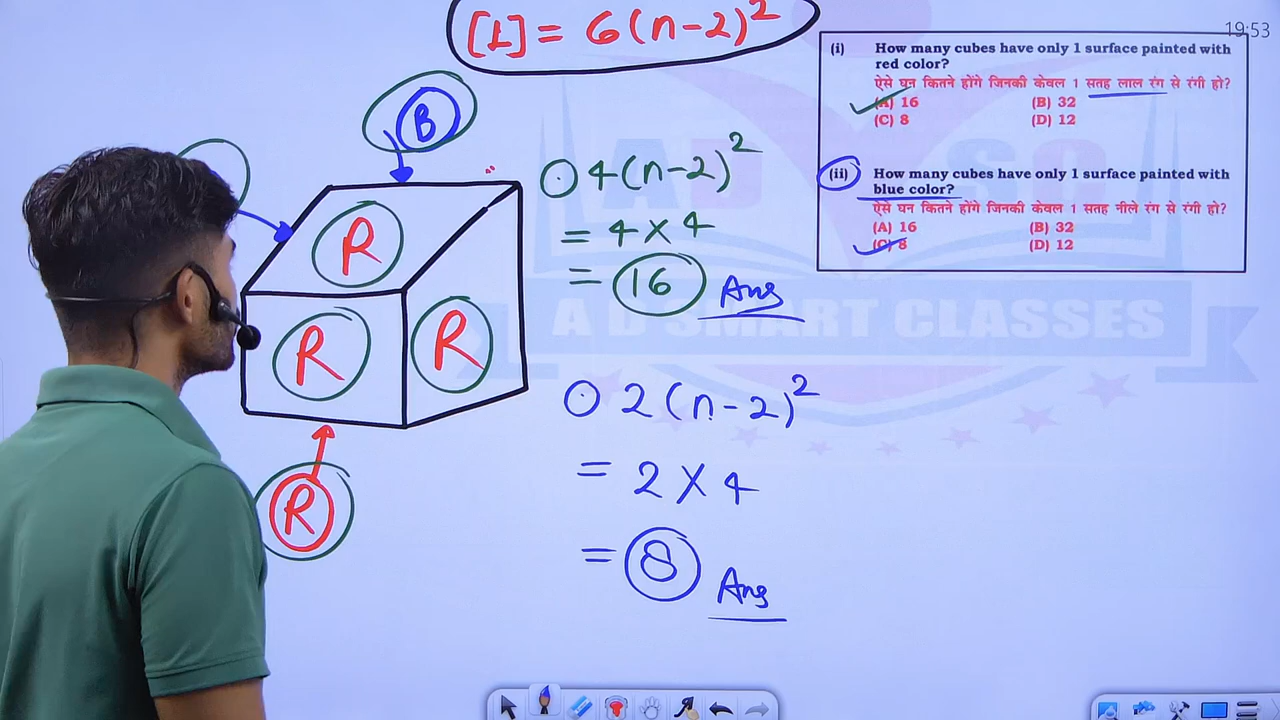 [1] = 6(n-2)²
19:53
(i) How many cubes have only 1 surface painted with
red color?
ऐसे घन कितने होंगे जिनकी केवल 1 सतह लाल रंग से रंगी हो?
(A) 16 (B) 32
(C) 8 (D) 12
(ii) How many cubes have only 1 surface painted with
blue color?
ऐसे घन कितने होंगे जिनकी केवल 1 सतह नीले रंग से रंगी हो?
(A) 16 (B) 32
(C) 8 (D) 12
B
R
R
R
R
4(n-2)²
= 4 × 4
= 16 Ans
A D SMART CLASSES
2(n-2)²
= 2 × 4
= 8 Ans